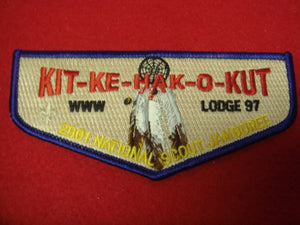 KIT-KE-HAK-O-KUT
WWW LODGE 97
2001 NATIONAL SCOUT JAMBOREE